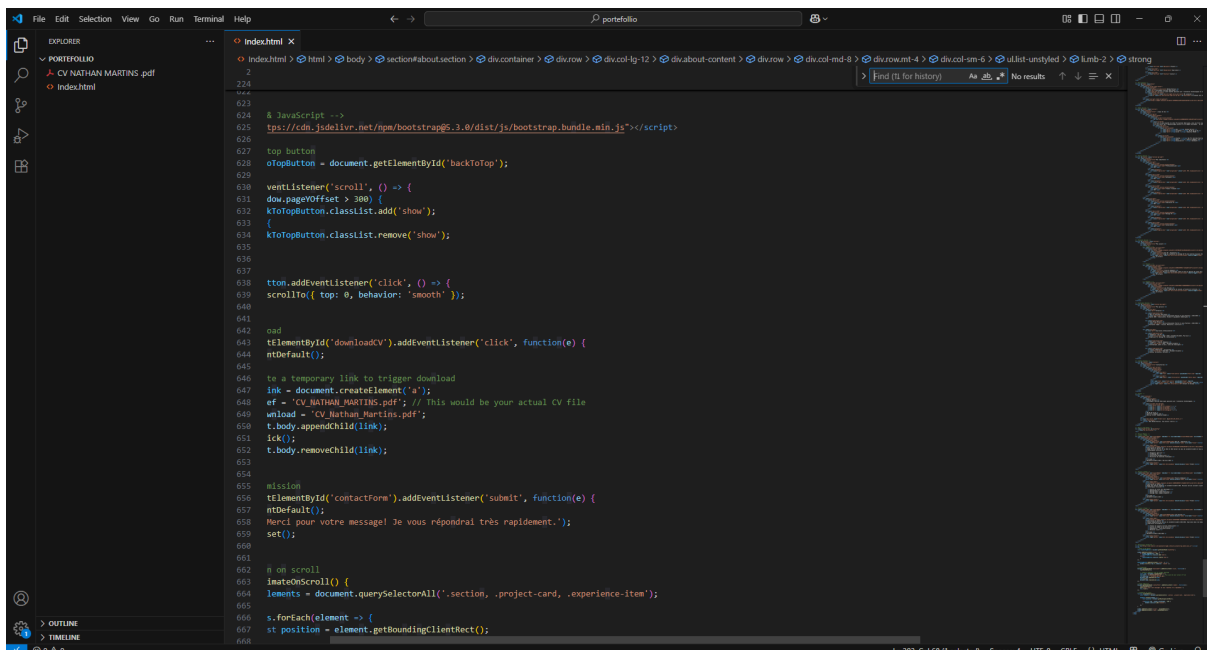 File Edit Selection View Go Run Terminal Help
portefollio
EXPLORER
PORTEFOLLIO
CV NATHAN MARTINS .pdf
Index.html
OUTLINE
TIMELINE
Index.html
Index.html > html > body > section#about.section > div.container > div.row > div.col-lg-12 > div.about-content > div.row > div.col-md-8 > div.row.mt-4 > div.col-sm-6 > ul.list-unstyled > li.mb-2 > strong
Find (⇅ for history) Aa ab .* No results
2
224
622
623
624 & JavaScript -->
625 tps://cdn.jsdelivr.net/npm/bootstrap@5.3.0/dist/js/bootstrap.bundle.min.js"></script>
626
627 top button
628 oTopButton = document.getElementById('backToTop');
629
630 ventListener('scroll', () => {
631 dow.pageYOffset > 300) {
632 kToTopButton.classList.add('show');
633 {
634 kToTopButton.classList.remove('show');
635
636
637
638 tton.addEventListener('click', () => {
639 scrollTo({ top: 0, behavior: 'smooth' });
640
641
642 oad
643 tElementById('downloadCV').addEventListener('click', function(e) {
644 ntDefault();
645
646 te a temporary link to trigger download
647 ink = document.createElement('a');
648 ef = 'CV_NATHAN_MARTINS.pdf'; // This would be your actual CV file
649 wnload = 'CV_Nathan_Martins.pdf';
650 t.body.appendChild(link);
651 ick();
652 t.body.removeChild(link);
653
654
655 mission
656 tElementById('contactForm').addEventListener('submit', function(e) {
657 ntDefault();
658 Merci pour votre message! Je vous répondrai très rapidement.');
659 set();
660
661
662 n on scroll
663 imateOnScroll() {
664 lements = document.querySelectorAll('.section, .project-card, .experience-item');
665
666 s.forEach(element => {
667 st position = element.getBoundingClientRect();
668